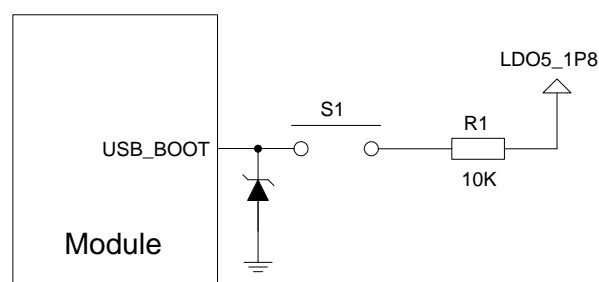 LDO5_1P8
S1
R1
USB_BOOT
10K
Module